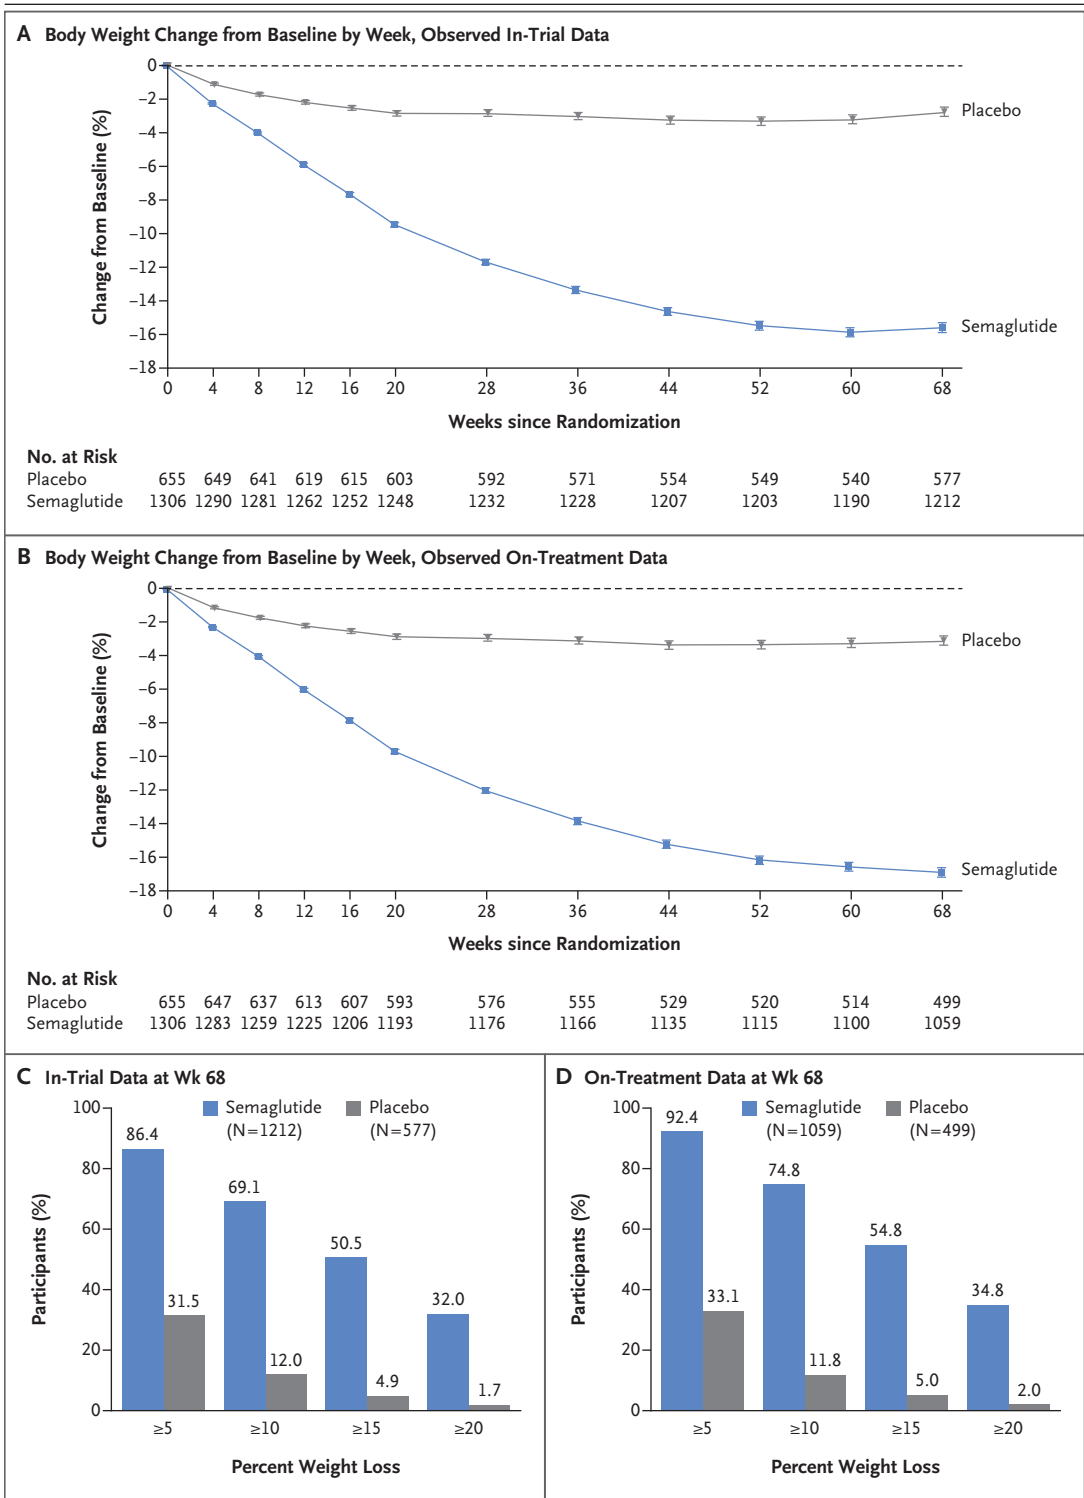 A Body Weight Change from Baseline by Week, Observed In-Trial Data
Change from Baseline (%)
0
−2
−4
−6
−8
−10
−12
−14
−16
−18
Placebo
Semaglutide
0 4 8 12 16 20 28 36 44 52 60 68
Weeks since Randomization
No. at Risk
Placebo 655 649 641 619 615 603 592 571 554 549 540 577
Semaglutide 1306 1290 1281 1262 1252 1248 1232 1228 1207 1203 1190 1212
B Body Weight Change from Baseline by Week, Observed On-Treatment Data
Change from Baseline (%)
0
−2
−4
−6
−8
−10
−12
−14
−16
−18
Placebo
Semaglutide
0 4 8 12 16 20 28 36 44 52 60 68
Weeks since Randomization
No. at Risk
Placebo 655 647 637 613 607 593 576 555 529 520 514 499
Semaglutide 1306 1283 1259 1225 1206 1193 1176 1166 1135 1115 1100 1059
C In-Trial Data at Wk 68
Semaglutide Placebo
(N=1212) (N=577)
Participants (%)
100
80
60
40
20
0
86.4
31.5
69.1
12.0
50.5
4.9
32.0
1.7
≥5 ≥10 ≥15 ≥20
Percent Weight Loss
D On-Treatment Data at Wk 68
Semaglutide Placebo
(N=1059) (N=499)
Participants (%)
100
80
60
40
20
0
92.4
33.1
74.8
11.8
54.8
5.0
34.8
2.0
≥5 ≥10 ≥15 ≥20
Percent Weight Loss